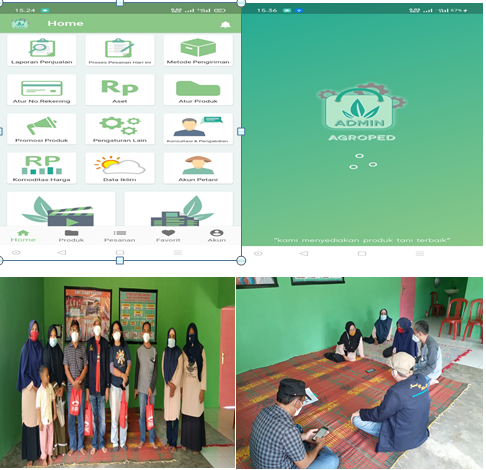 15.24
Home
Laporan Penjualan
Proses Pesanan Hari ini
Metode Pengiriman
Atur No.Rekening
Rp
Aset
Atur Produk
Promosi Produk
Pengaturan Lain
Konsultasi & Pengabdian
RP
Komoditas Harga
Data Iklim
Akun Petani
Home
Produk
Pesanan
Favorit
Akun
15.36
ADMIN
AGROPED
"kami menyediakan produk tani terbaik"